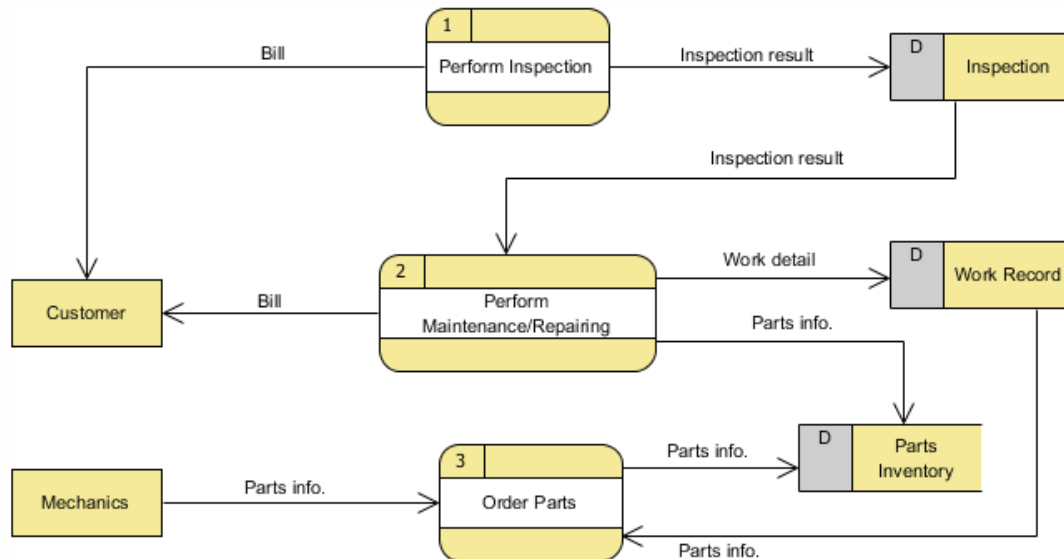 1
Bill
Perform Inspection
Inspection result
D
Inspection
Inspection result
2
Work detail
D
Work Record
Customer
Bill
Perform
Maintenance/Repairing
Parts info.
3
Parts info.
D
Parts
Inventory
Mechanics
Parts info.
Order Parts
Parts info.